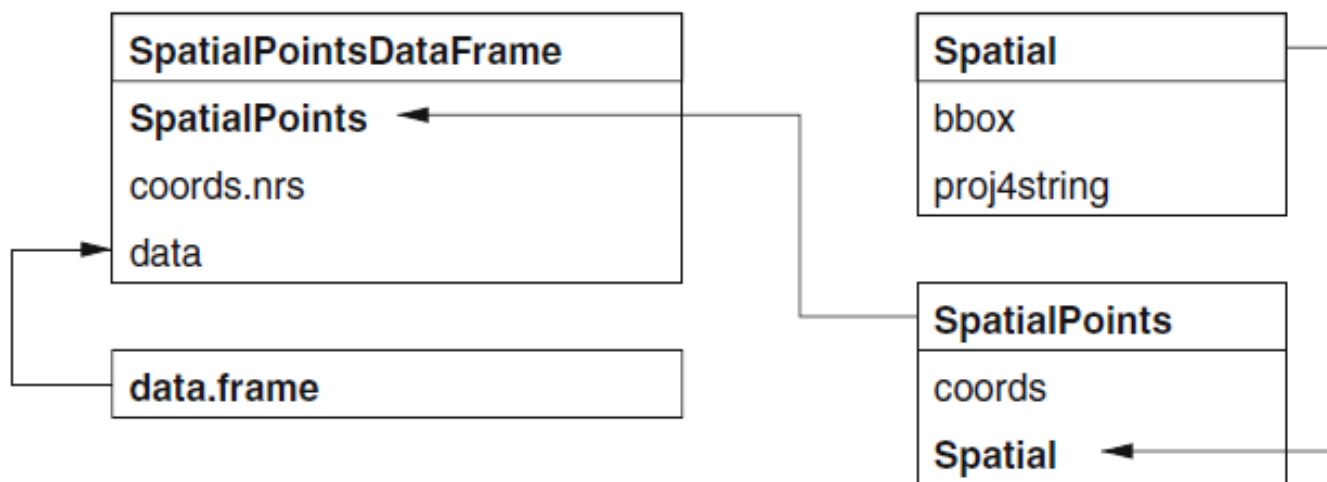 SpatialPointsDataFrame
SpatialPoints
coords.nrs
data
data.frame
Spatial
bbox
proj4string
SpatialPoints
coords
Spatial